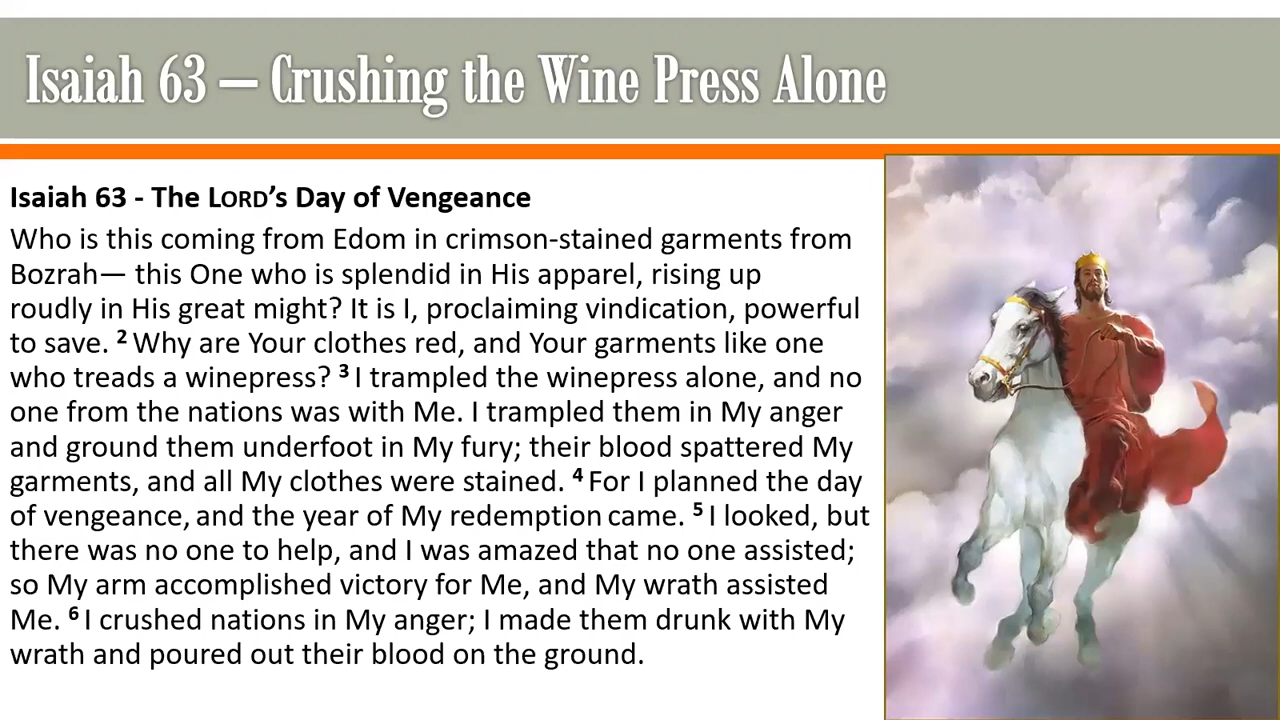 Isaiah 63 – Crushing the Wine Press Alone
Isaiah 63 - The LORD’s Day of Vengeance
Who is this coming from Edom in crimson-stained garments from
Bozrah— this One who is splendid in His apparel, rising up
roudly in His great might? It is I, proclaiming vindication, powerful
to save. 2 Why are Your clothes red, and Your garments like one
who treads a winepress? 3 I trampled the winepress alone, and no
one from the nations was with Me. I trampled them in My anger
and ground them underfoot in My fury; their blood spattered My
garments, and all My clothes were stained. 4 For I planned the day
of vengeance, and the year of My redemption came. 5 I looked, but
there was no one to help, and I was amazed that no one assisted;
so My arm accomplished victory for Me, and My wrath assisted
Me. 6 I crushed nations in My anger; I made them drunk with My
wrath and poured out their blood on the ground.